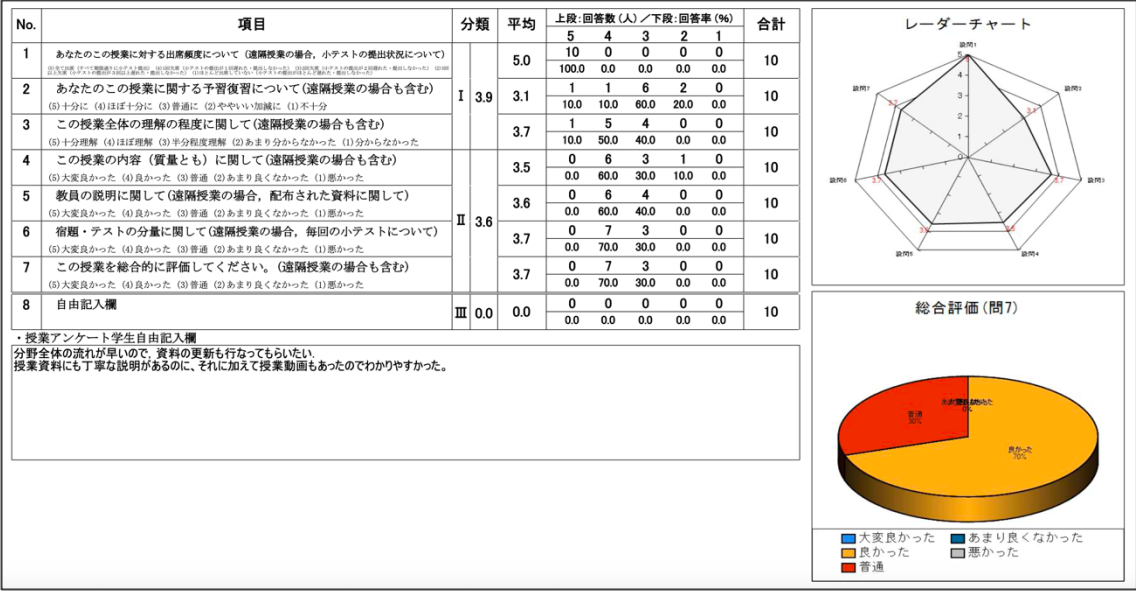 No. 項目 分類 平均 上段：回答数（人）／下段：回答率（％） 合計
5 4 3 2 1
1 あなたのこの授業に対する出席頻度について（遠隔授業の場合，小テストの提出状況について） 5.0 10 0 0 0 0 10
100.0 0.0 0.0 0.0 0.0
2 あなたのこの授業に関する予習復習について（遠隔授業の場合も含む） Ⅰ 3.9 3.1 1 1 6 2 0 10
(5)十分に (4)ほぼ十分に (3)普通に (2)ややいい加減に (1)不十分 10.0 10.0 60.0 20.0 0.0
3 この授業全体の理解の程度に関して（遠隔授業の場合も含む） 3.7 1 5 4 0 0 10
(5)十分理解 (4)ほぼ理解 (3)半分程度理解 (2)あまり分からなかった (1)分からなかった 10.0 50.0 40.0 0.0 0.0
4 この授業の内容（質量とも）に関して（遠隔授業の場合も含む） 3.5 0 6 3 1 0 10
(5)大変良かった (4)良かった (3)普通 (2)あまり良くなかった (1)悪かった 0.0 60.0 30.0 10.0 0.0
5 教員の説明に関して（遠隔授業の場合，配布された資料に関して） Ⅱ 3.6 3.6 0 6 4 0 0 10
(5)大変良かった (4)良かった (3)普通 (2)あまり良くなかった (1)悪かった 0.0 60.0 40.0 0.0 0.0
6 宿題・テストの分量に関して（遠隔授業の場合，毎回の小テストについて） 3.7 0 7 3 0 0 10
(5)大変良かった (4)良かった (3)普通 (2)あまり良くなかった (1)悪かった 0.0 70.0 30.0 0.0 0.0
7 この授業を総合的に評価してください。（遠隔授業の場合も含む） 3.7 0 7 3 0 0 10
(5)大変良かった (4)良かった (3)普通 (2)あまり良くなかった (1)悪かった 0.0 70.0 30.0 0.0 0.0
8 自由記入欄 Ⅲ 0.0 0.0 0 0 0 0 0 10
0.0 0.0 0.0 0.0 0.0
・授業アンケート学生自由記入欄
分野全体の流れが早いので，資料の更新も行なってもらいたい．
授業資料にも丁寧な説明があるのに、それに加えて授業動画もあったのでわかりやすかった。
レーダーチャート
設問1
5
設問7 4 設問2
3.7 3.1
3
2
1
0
設問6 3.7 3.7 設問3
設問5 設問4
総合評価（問7）
普通
30%
良かった
70%
大変良かった あまり良くなかった
良かった 悪かった
普通